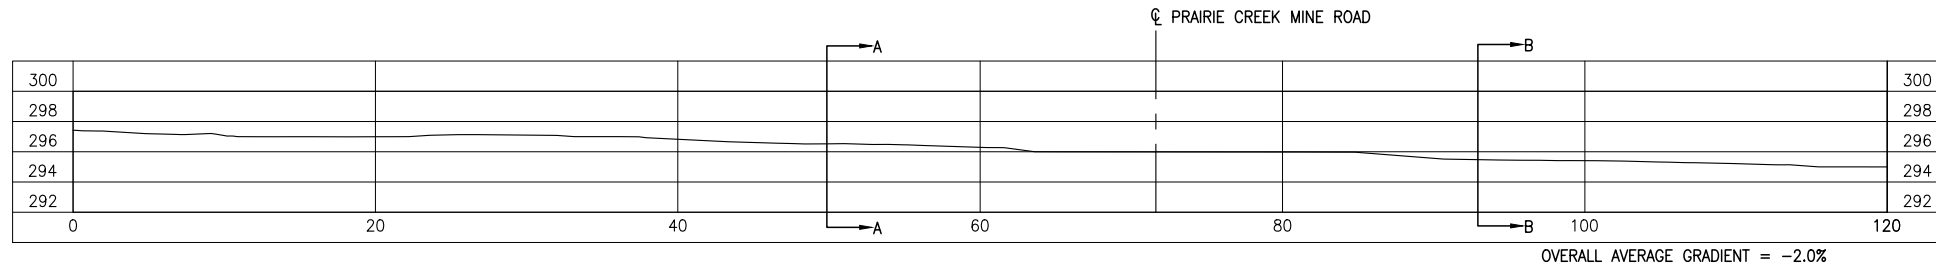 ℄ PRAIRIE CREEK MINE ROAD
A B
300 300
298 298
296 296
294 294
292 292
0 20 40 60 80 100 120
A B
OVERALL AVERAGE GRADIENT = -2.0%